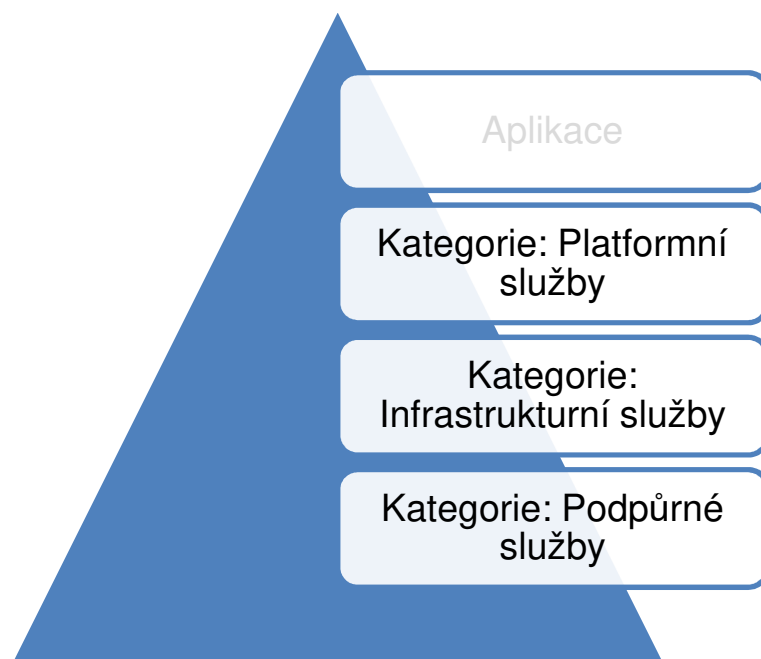 Aplikace
Kategorie: Platformní
služby
Kategorie:
Infrastrukturní služby
Kategorie: Podpůrné
služby